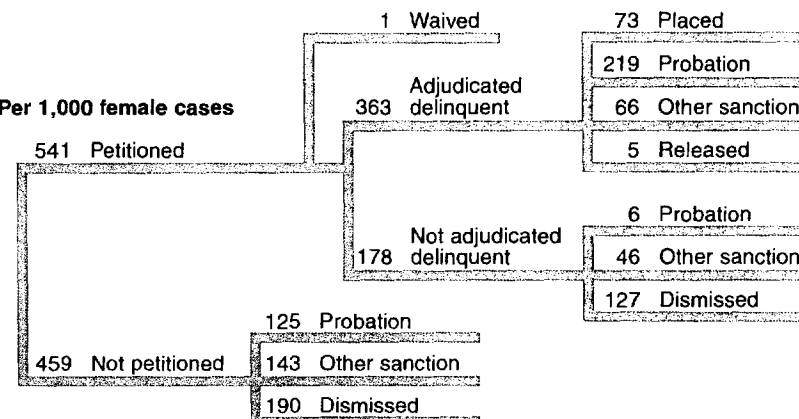 1 Waived
73 Placed
219 Probation
Per 1,000 female cases
Adjudicated
363 delinquent
66 Other sanction
541 Petitioned
5 Released
6 Probation
Not adjudicated
178 delinquent
46 Other sanction
127 Dismissed
125 Probation
459 Not petitioned
143 Other sanction
190 Dismissed